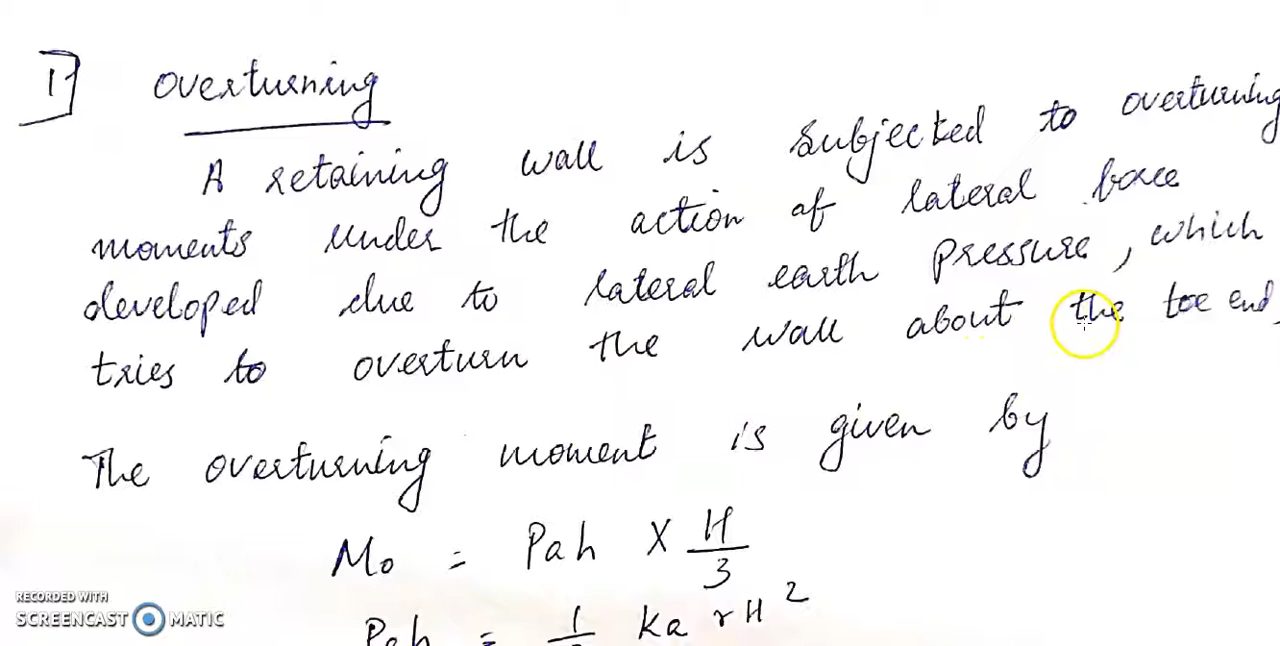 1] overturning
A retaining wall is subjected to overturning
moments under the action of lateral force
developed due to lateral earth pressure, which
tries to overturn the wall about the toe end,
The overturning moment is given by
Mo = Pah X H/3
Pah = 1/ ka r H²
RECORDED WITH
SCREENCAST MATIC